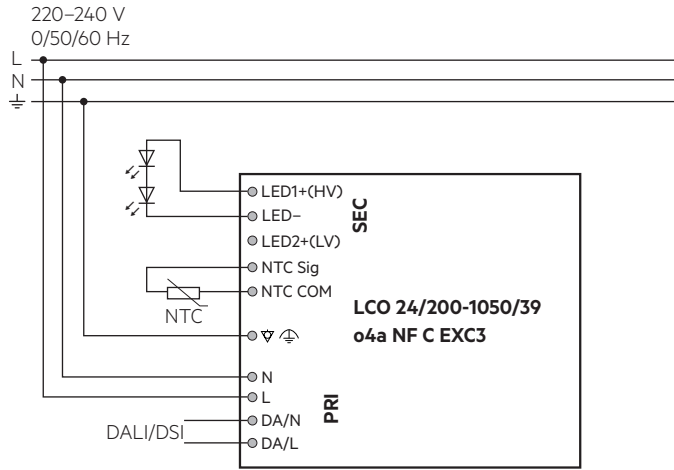 220–240 V
0/50/60 Hz
L
N
LED1+(HV)
LED–
LED2+(LV)
SEC
NTC Sig
NTC COM
NTC
LCO 24/200-1050/39
o4a NF C EXC3
N
L
PRI
DA/N
DALI/DSI
DA/L